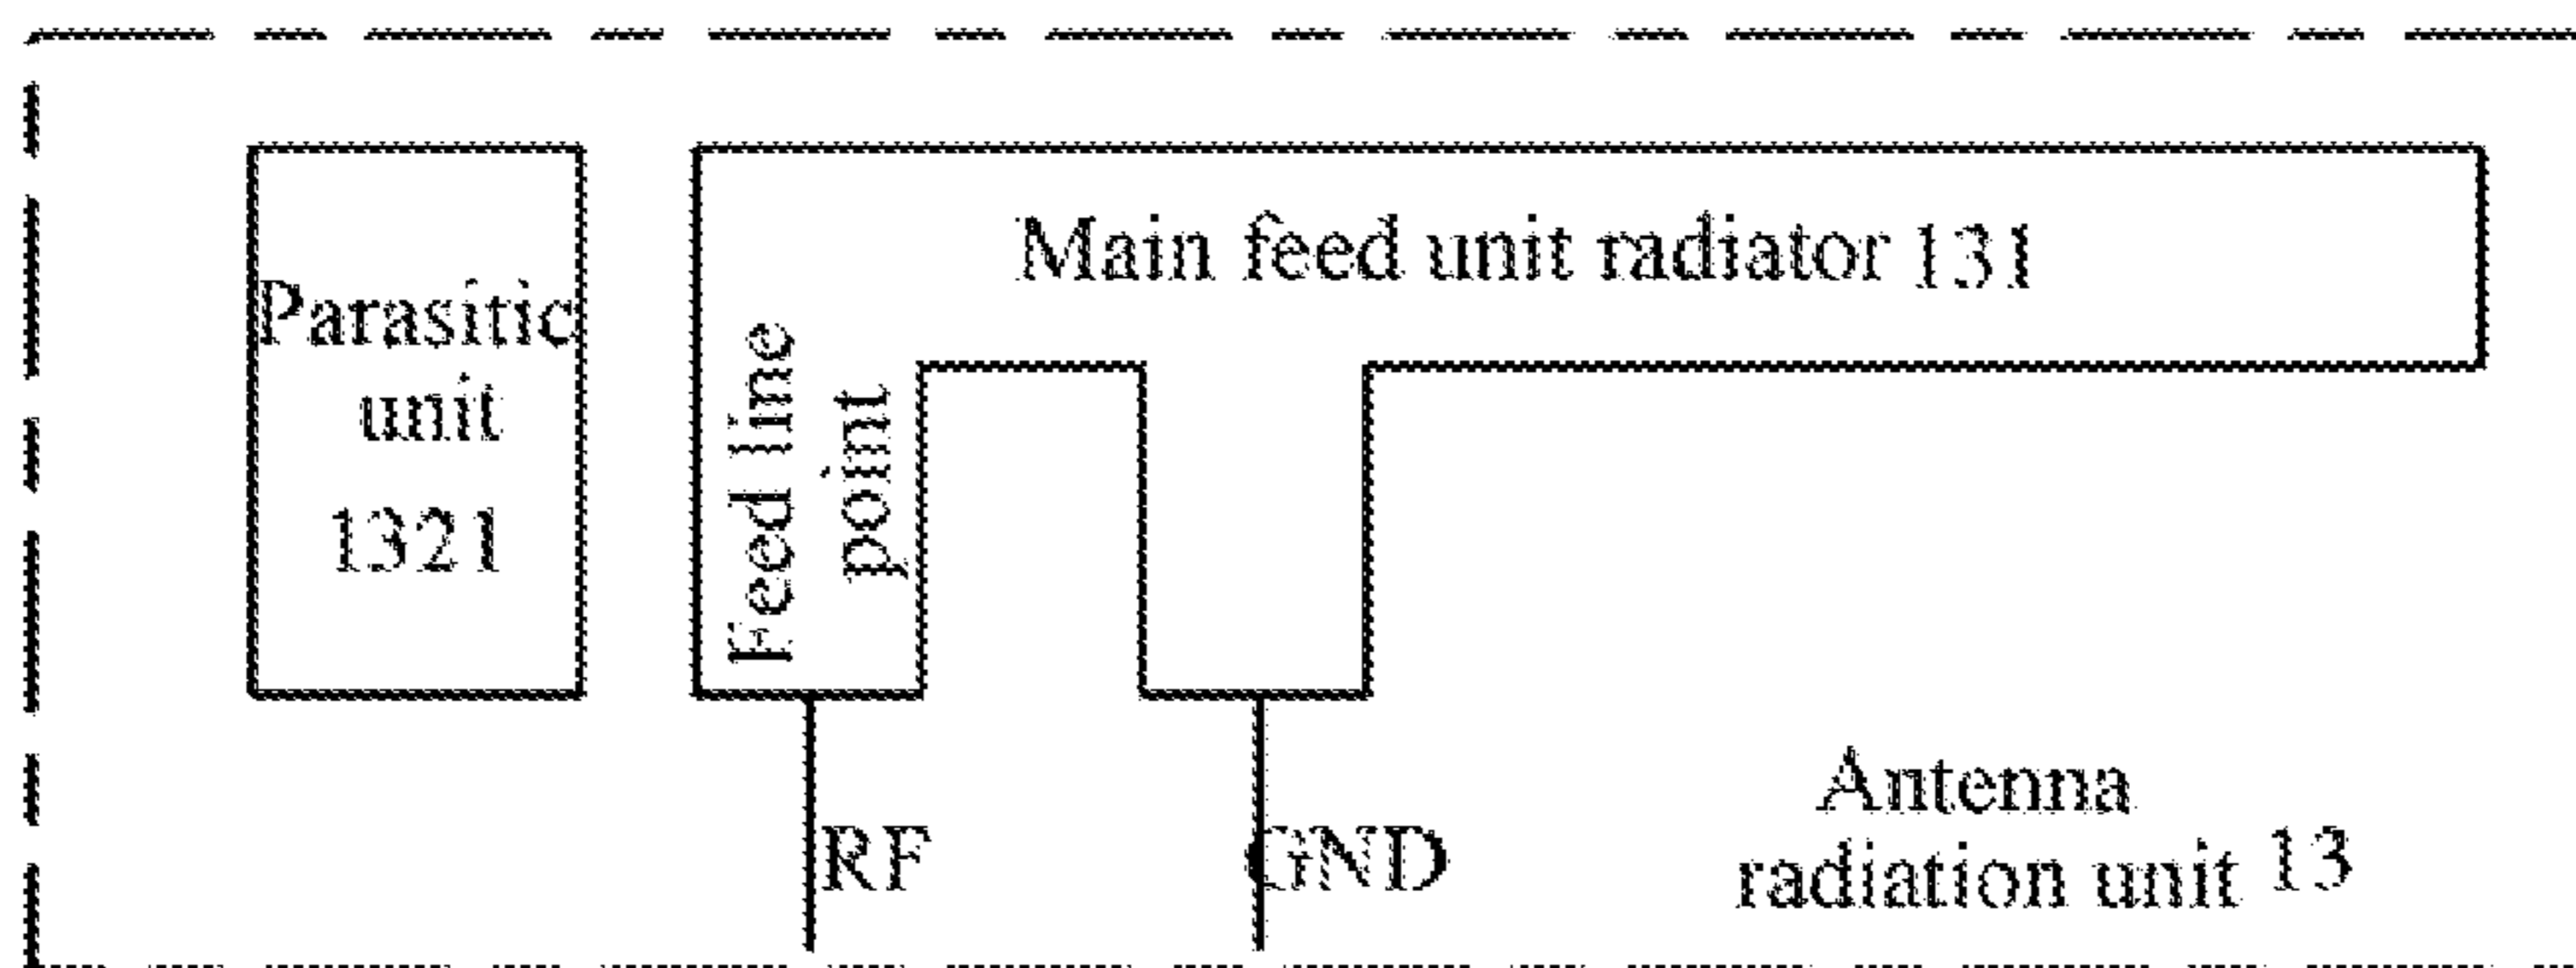 Main feed unit radiator 131
Parasitic
unit
1321
Feed line
point
RF
GND
Antenna
radiation unit 13